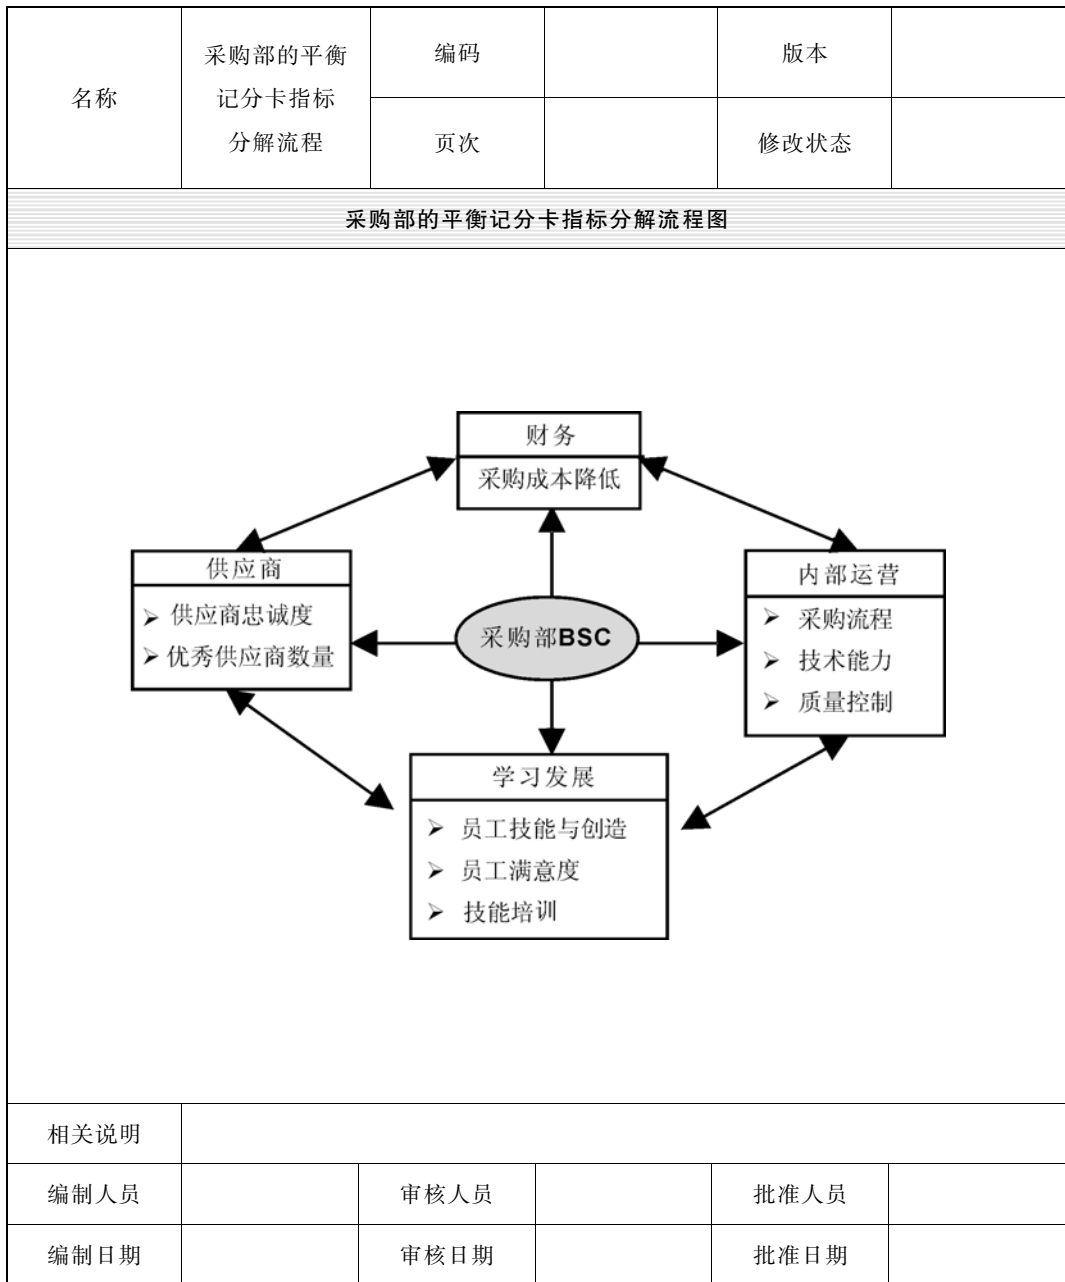 名称
采购部的平衡
记分卡指标
分解流程
编码
版本
页次
修改状态
采购部的平衡记分卡指标分解流程图
财务
采购成本降低
供应商
➢ 供应商忠诚度
➢ 优秀供应商数量
采购部BSC
内部运营
➢ 采购流程
➢ 技术能力
➢ 质量控制
学习发展
➢ 员工技能与创造
➢ 员工满意度
➢ 技能培训
相关说明
编制人员
审核人员
批准人员
编制日期
审核日期
批准日期